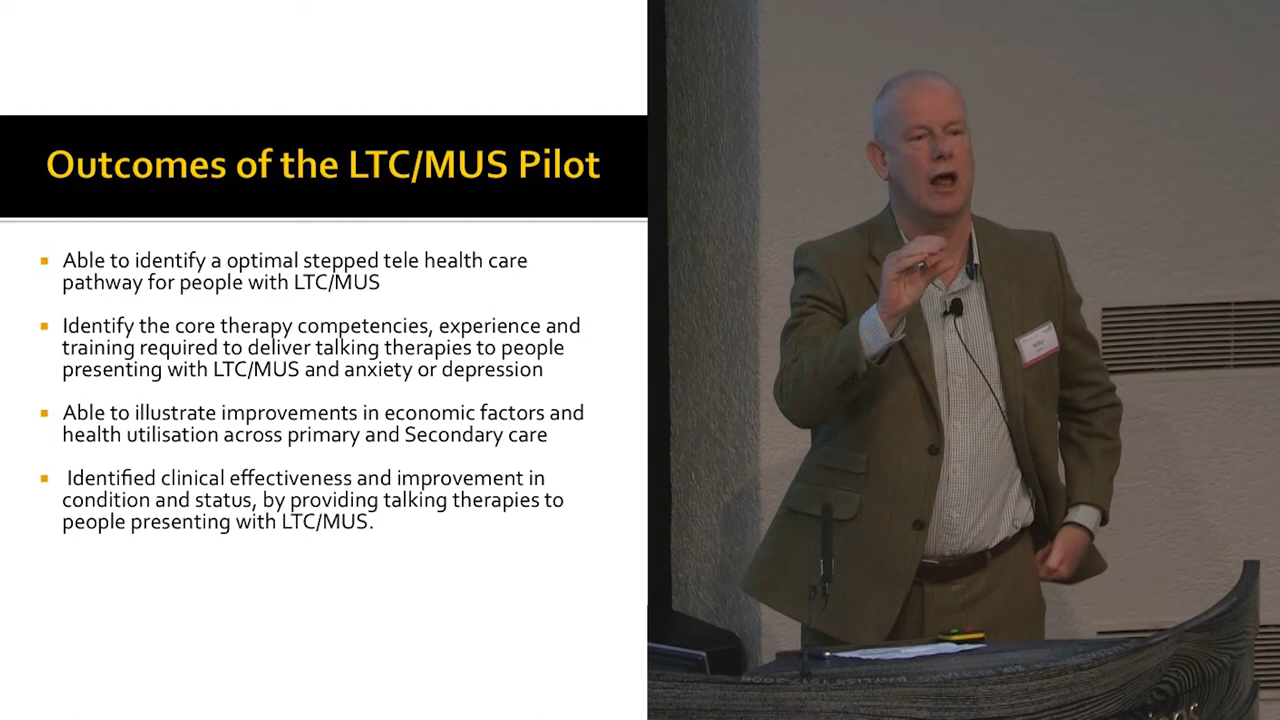 Outcomes of the LTC/MUS Pilot
Able to identify a optimal stepped tele health care
pathway for people with LTC/MUS
Identify the core therapy competencies, experience and
training required to deliver talking therapies to people
presenting with LTC/MUS and anxiety or depression
Able to illustrate improvements in economic factors and
health utilisation across primary and Secondary care
Identified clinical effectiveness and improvement in
condition and status, by providing talking therapies to
people presenting with LTC/MUS.